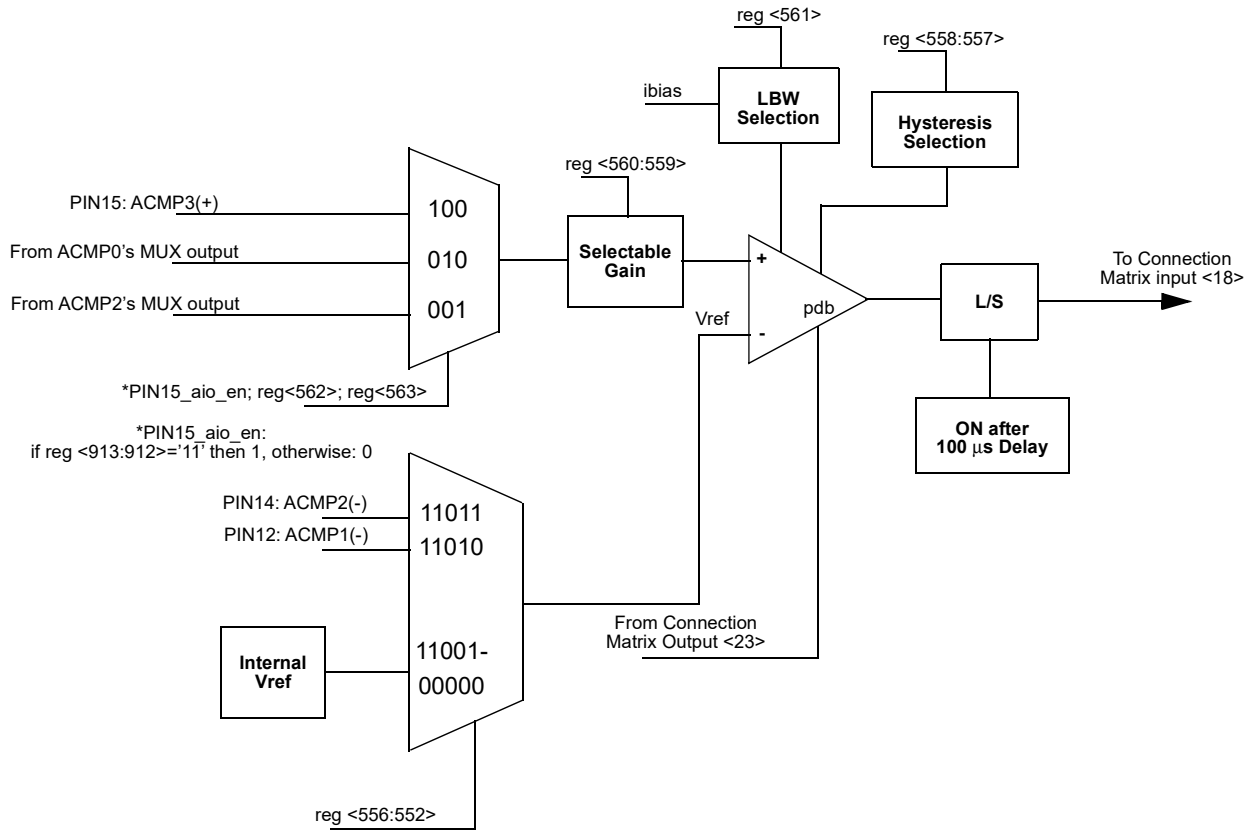 reg <561>
reg <558:557>
ibias
LBW
Selection
Hysteresis
Selection
reg <560:559>
PIN15: ACMP3(+)
100
From ACMP0's MUX output
010
Selectable
Gain
From ACMP2's MUX output
001
+
-
pdb
Vref
L/S
To Connection
Matrix input <18>
*PIN15_aio_en; reg<562>; reg<563>
*PIN15_aio_en:
if reg <913:912>='11' then 1, otherwise: 0
ON after
100 µs Delay
PIN14: ACMP2(-)
11011
PIN12: ACMP1(-)
11010
From Connection
Matrix Output <23>
Internal
Vref
11001-
00000
reg <556:552>